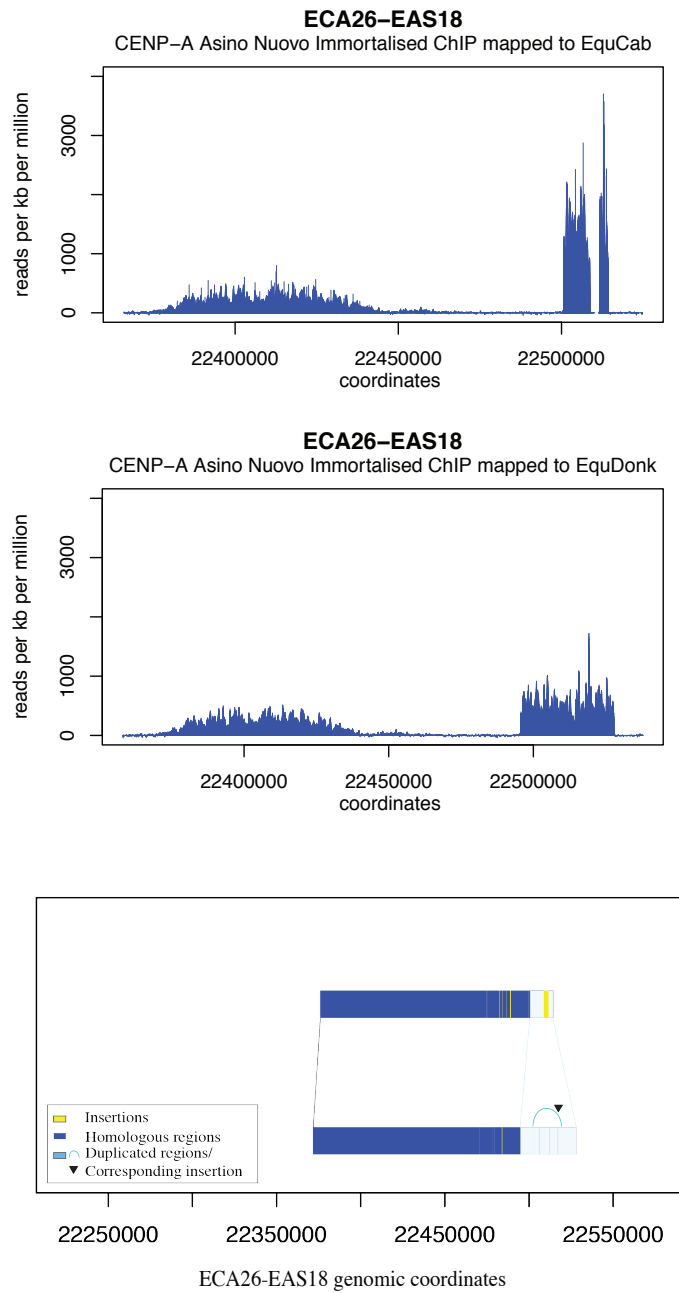 ECA26−EAS18
CENP−A Asino Nuovo Immortalised ChIP mapped to EquCab
reads per kb per million
3000
1000
0
22400000 22450000 22500000
coordinates
ECA26−EAS18
CENP−A Asino Nuovo Immortalised ChIP mapped to EquDonk
reads per kb per million
3000
1000
0
22400000 22450000 22500000
coordinates
Insertions
Homologous regions
Duplicated regions/
Corresponding insertion
22250000 22350000 22450000 22550000
ECA26-EAS18 genomic coordinates